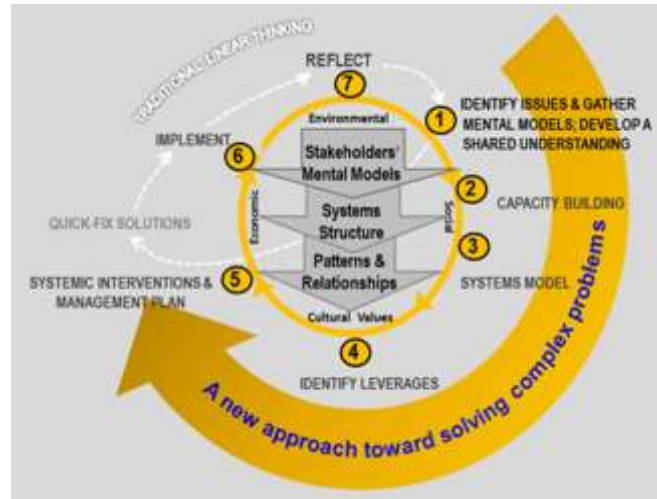 TRADITIONAL LINEAR THINKING
REFLECT
7
1
IDENTIFY ISSUES & GATHER
MENTAL MODELS; DEVELOP A
SHARED UNDERSTANDING
Environmental
IMPLEMENT
6
Stakeholders'
Mental Models
2
CAPACITY BUILDING
Economic
Systems
Structure
Social
QUICK-FIX SOLUTIONS
3
Patterns &
Relationships
SYSTEMIC INTERVENTIONS &
MANAGEMENT PLAN
5
SYSTEMS MODEL
Cultural Values
4
IDENTIFY LEVERAGES
A new approach toward solving complex problems